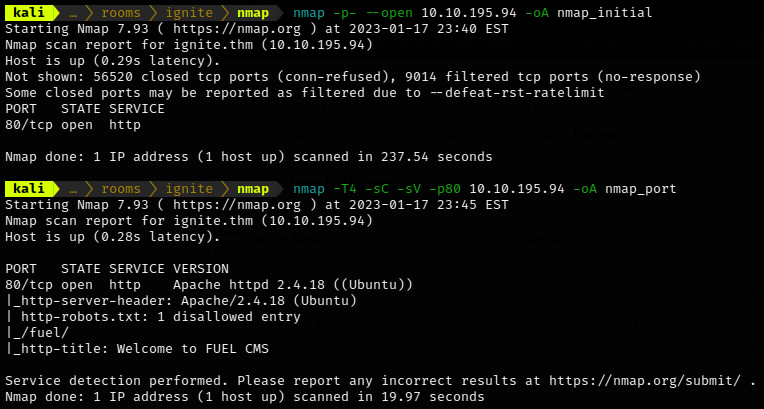 kali … rooms ignite nmap nmap -p- --open 10.10.195.94 -oA nmap_initial
Starting Nmap 7.93 ( https://nmap.org ) at 2023-01-17 23:40 EST
Nmap scan report for ignite.thm (10.10.195.94)
Host is up (0.29s latency).
Not shown: 56520 closed tcp ports (conn-refused), 9014 filtered tcp ports (no-response)
Some closed ports may be reported as filtered due to --defeat-rst-ratelimit
PORT   STATE SERVICE
80/tcp open  http
Nmap done: 1 IP address (1 host up) scanned in 237.54 seconds
kali … rooms ignite nmap nmap -T4 -sC -sV -p80 10.10.195.94 -oA nmap_port
Starting Nmap 7.93 ( https://nmap.org ) at 2023-01-17 23:45 EST
Nmap scan report for ignite.thm (10.10.195.94)
Host is up (0.28s latency).
PORT   STATE SERVICE VERSION
80/tcp open  http    Apache httpd 2.4.18 ((Ubuntu))
|_http-server-header: Apache/2.4.18 (Ubuntu)
| http-robots.txt: 1 disallowed entry
|_/fuel/
|_http-title: Welcome to FUEL CMS
Service detection performed. Please report any incorrect results at https://nmap.org/submit/ .
Nmap done: 1 IP address (1 host up) scanned in 19.97 seconds